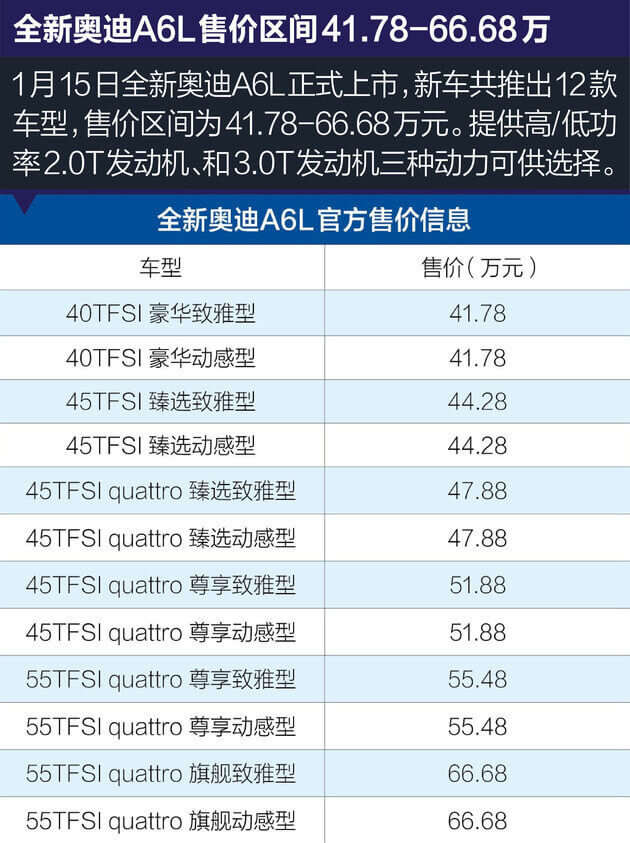 全新奥迪A6L售价区间41.78-66.68万
1月15日全新奥迪A6L正式上市，新车共推出12款
车型，售价区间为41.78-66.68万元。提供高/低功
率2.0T发动机、和3.0T发动机三种动力可供选择。
全新奥迪A6L官方售价信息
车型 售价（万元）
40TFSI 豪华致雅型 41.78
40TFSI 豪华动感型 41.78
45TFSI 臻选致雅型 44.28
45TFSI 臻选动感型 44.28
45TFSI quattro 臻选致雅型 47.88
45TFSI quattro 臻选动感型 47.88
45TFSI quattro 尊享致雅型 51.88
45TFSI quattro 尊享动感型 51.88
55TFSI quattro 尊享致雅型 55.48
55TFSI quattro 尊享动感型 55.48
55TFSI quattro 旗舰致雅型 66.68
55TFSI quattro 旗舰动感型 66.68